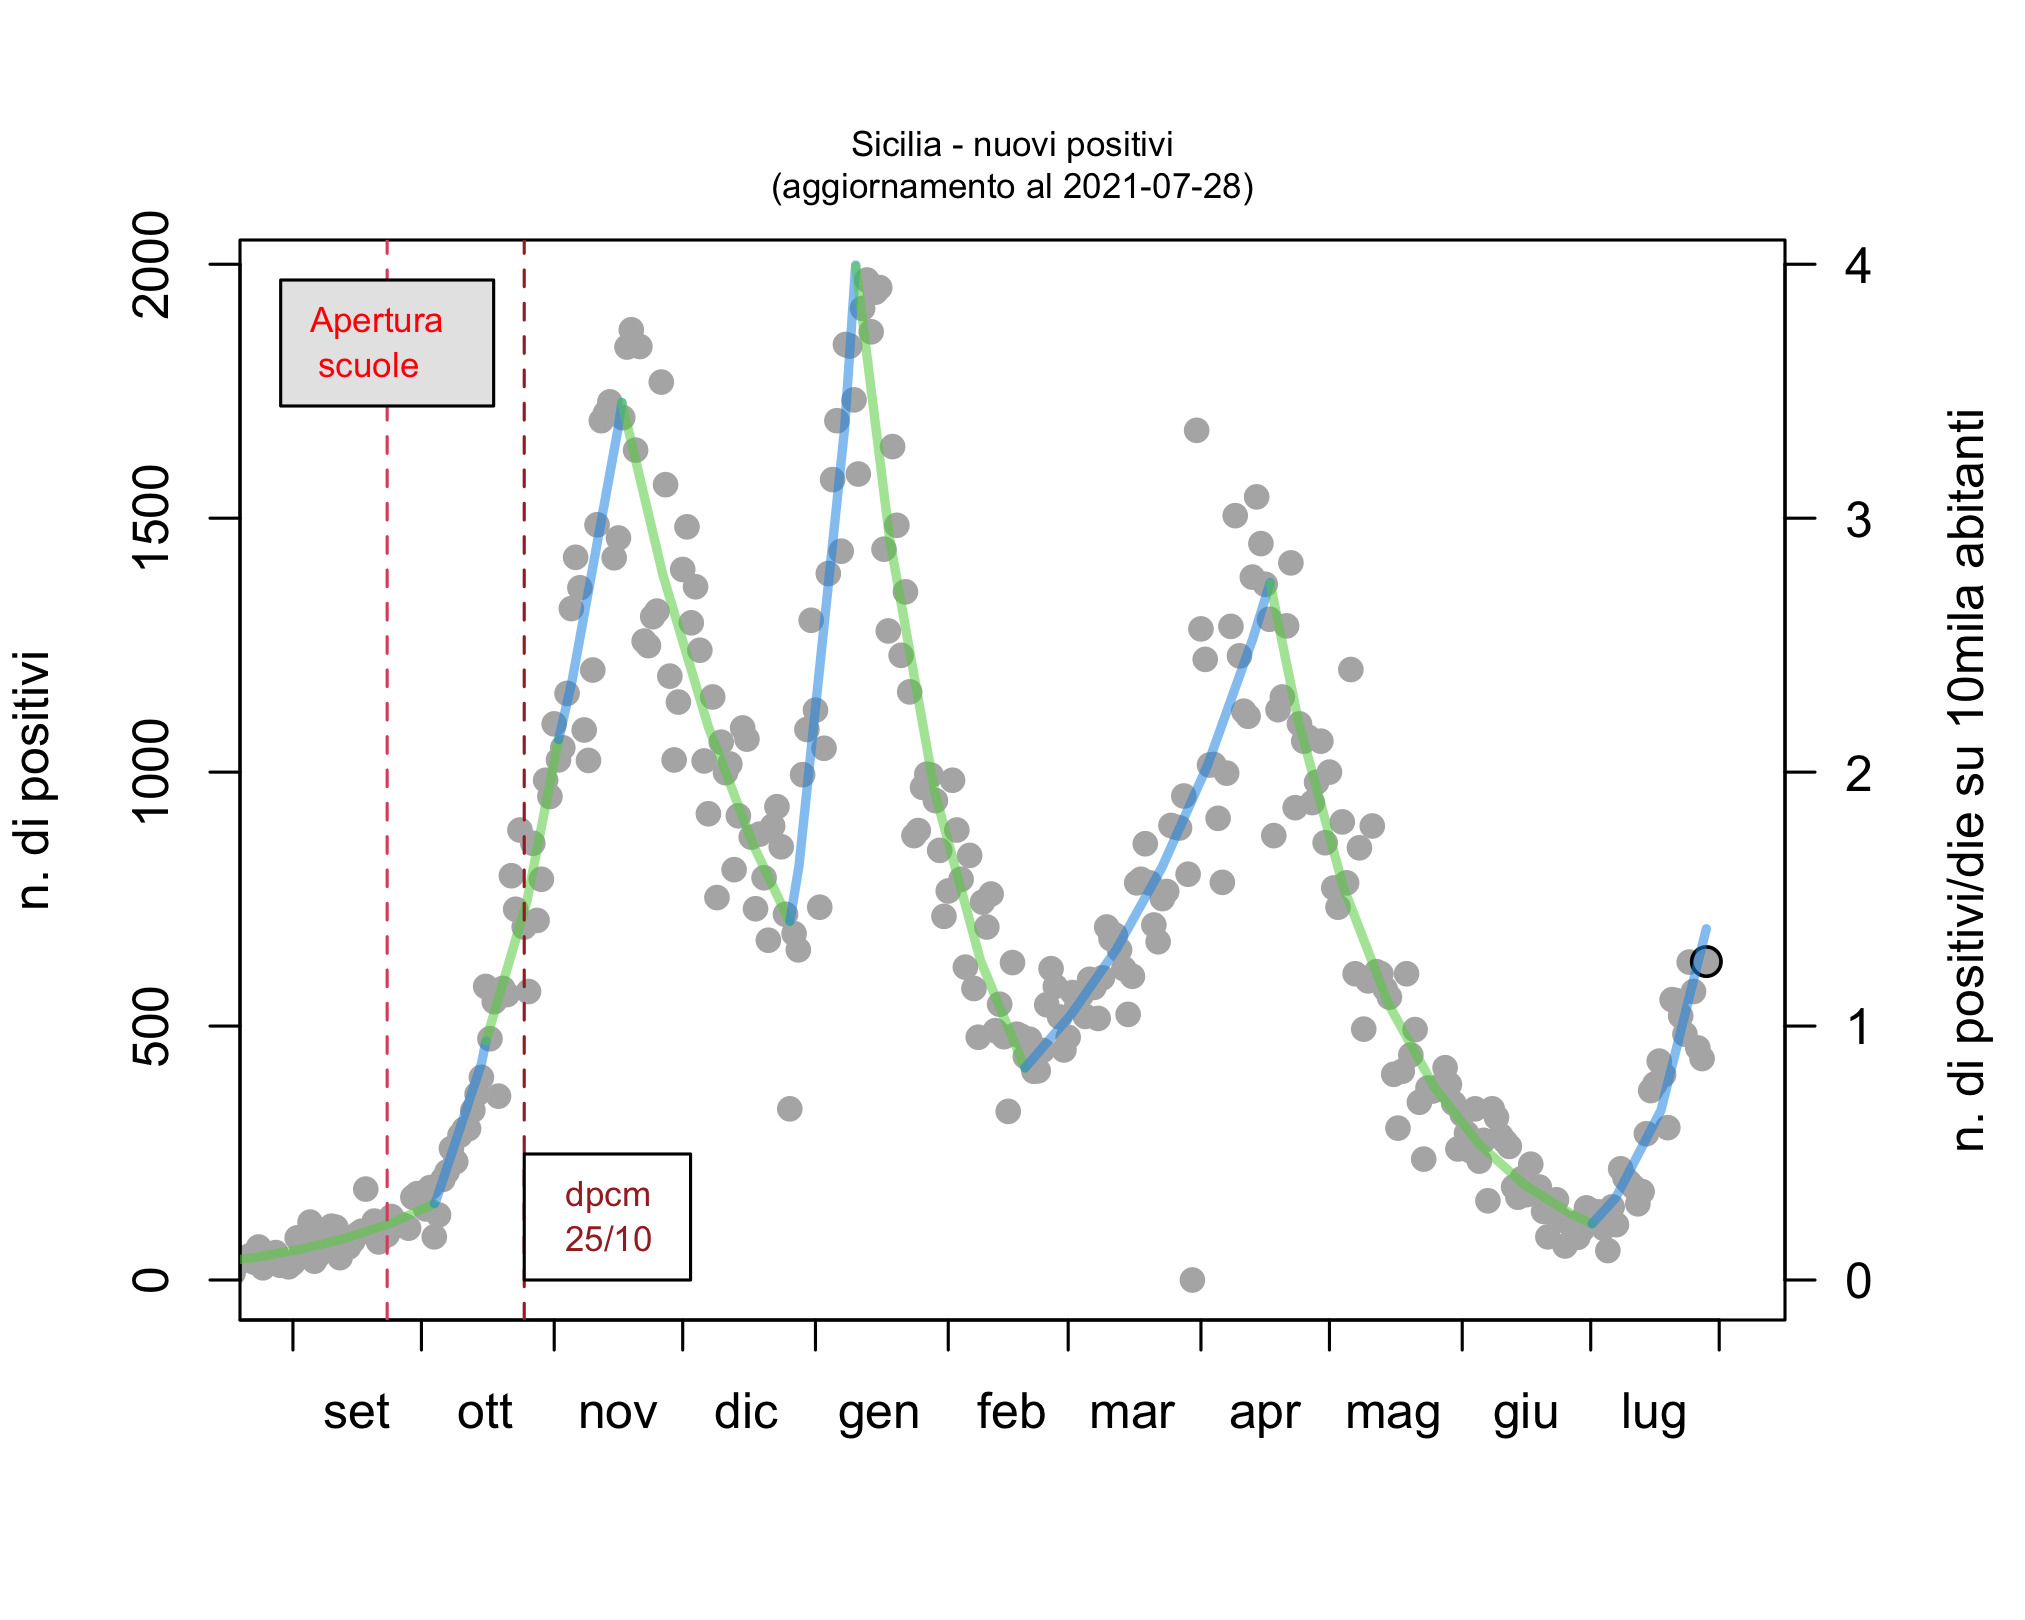 Sicilia - nuovi positivi
(aggiornamento al 2021-07-28)
n. di positivi
2000
1500
1000
500
0
Apertura
scuole
dpcm
25/10
4
3
2
1
0
n. di positivi/die su 10mila abitanti
set ott nov dic gen feb mar apr mag giu lug